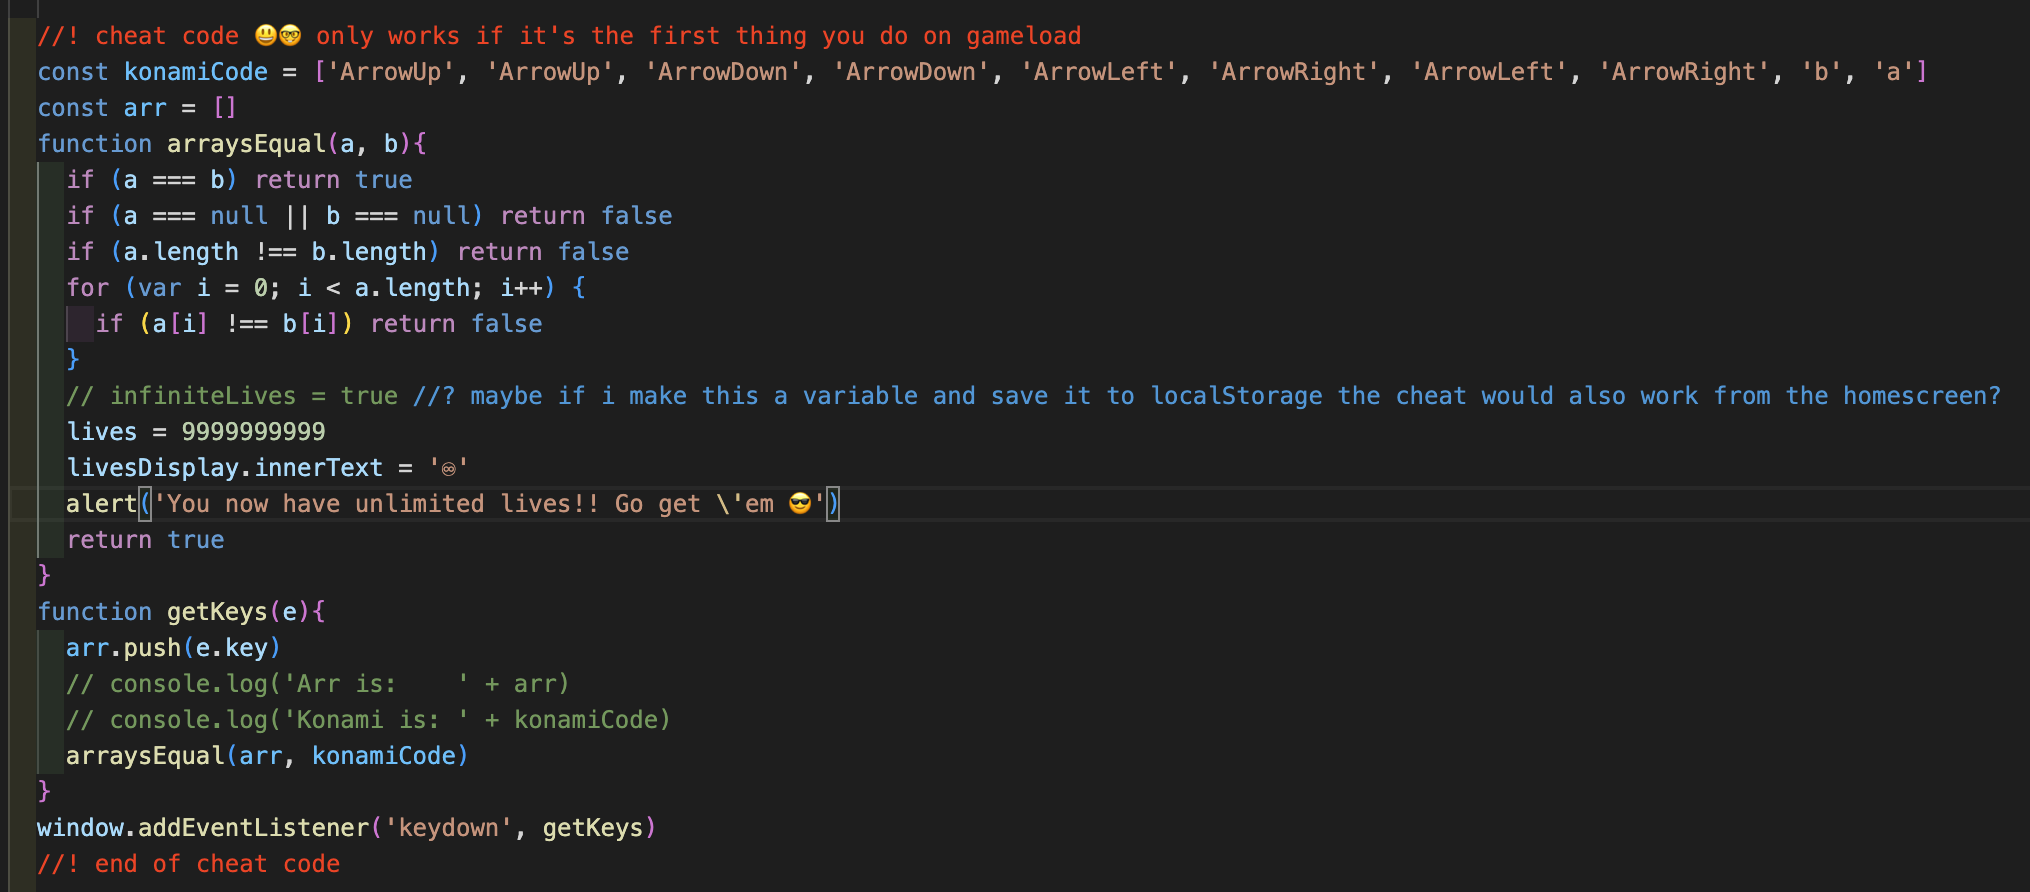 //! cheat code 😃🤓 only works if it's the first thing you do on gameload
const konamiCode = ['ArrowUp', 'ArrowUp', 'ArrowDown', 'ArrowDown', 'ArrowLeft', 'ArrowRight', 'ArrowLeft', 'ArrowRight', 'b', 'a']
const arr = []
function arraysEqual(a, b){
  if (a === b) return true
  if (a === null || b === null) return false
  if (a.length !== b.length) return false
  for (var i = 0; i < a.length; i++) {
    if (a[i] !== b[i]) return false
  }
  // infiniteLives = true //? maybe if i make this a variable and save it to localStorage the cheat would also work from the homescreen?
  lives = 9999999999
  livesDisplay.innerText = '♾'
  alert('You now have unlimited lives!! Go get \'em 😎')
  return true
}
function getKeys(e){
  arr.push(e.key)
  // console.log('Arr is:    ' + arr)
  // console.log('Konami is: ' + konamiCode)
  arraysEqual(arr, konamiCode)
}
window.addEventListener('keydown', getKeys)
//! end of cheat code